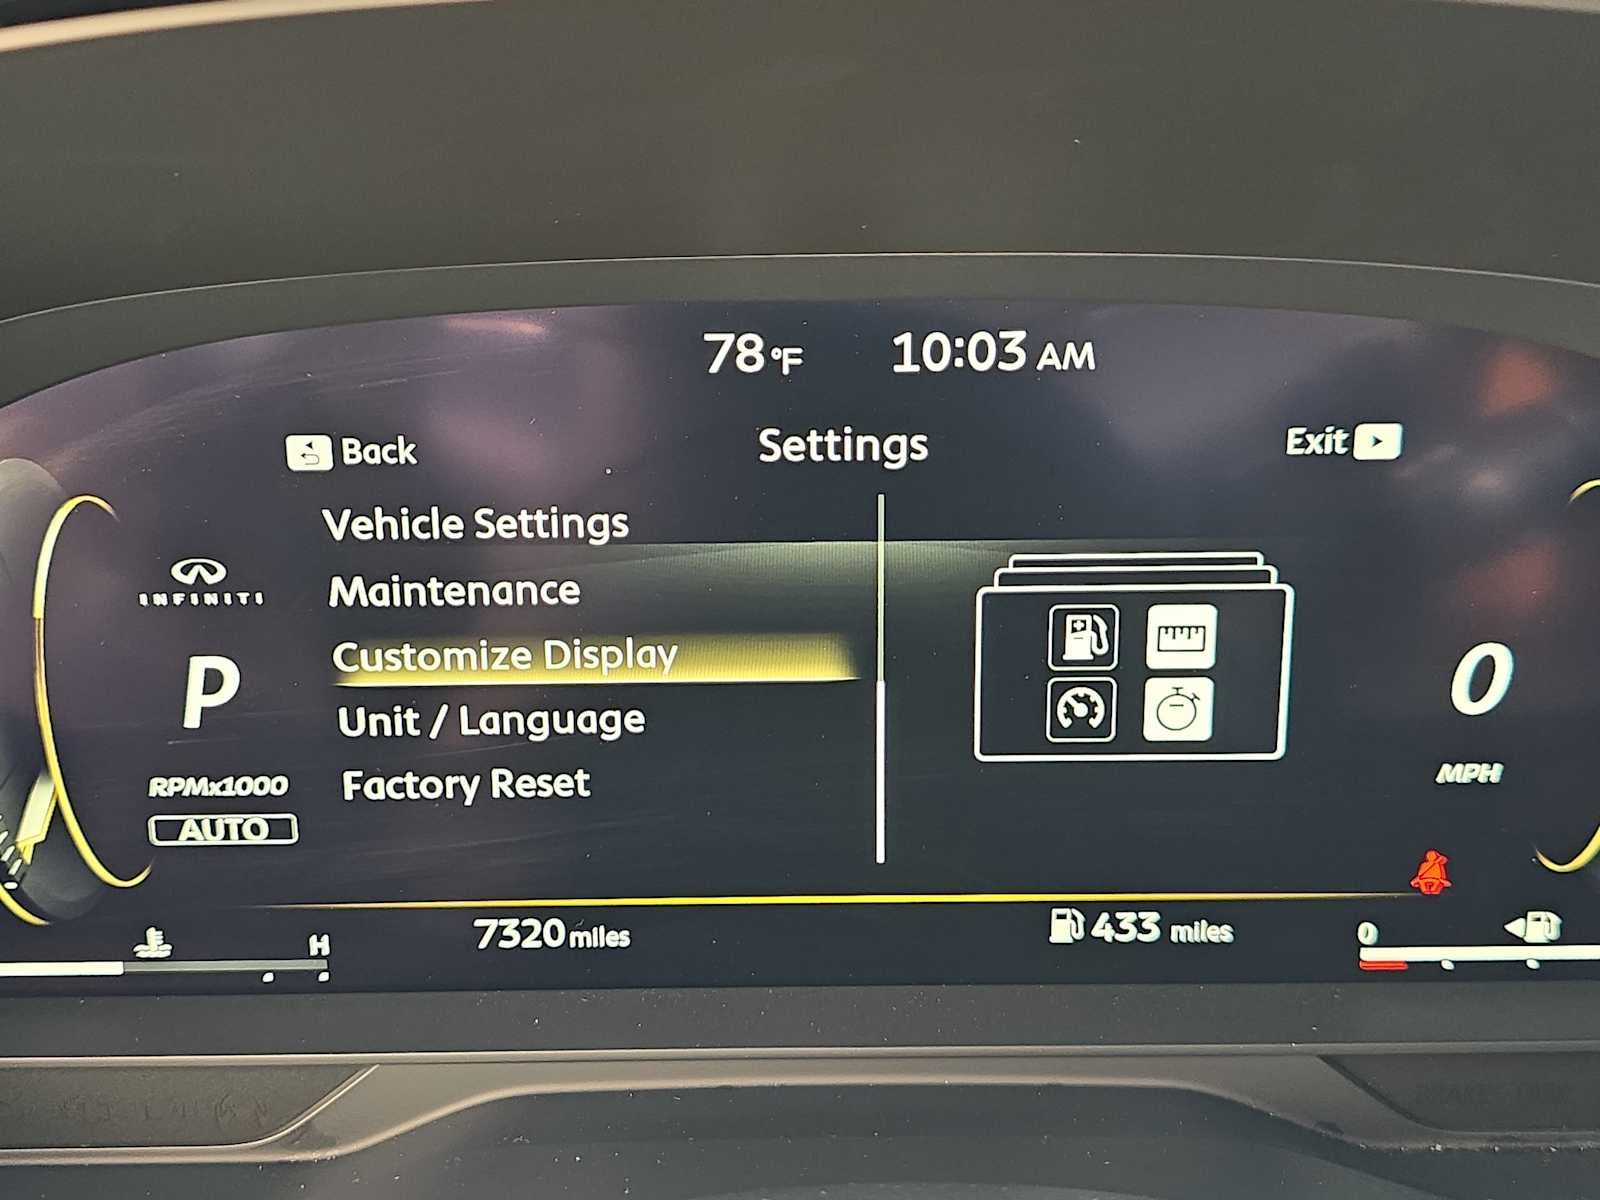 78°F 10:03 AM
Back Settings Exit
Vehicle Settings
Maintenance
INFINITI
Customize Display
P
0
Unit / Language
MPH
Factory Reset
RPMx1000
AUTO
7320 miles
433 miles
H
0